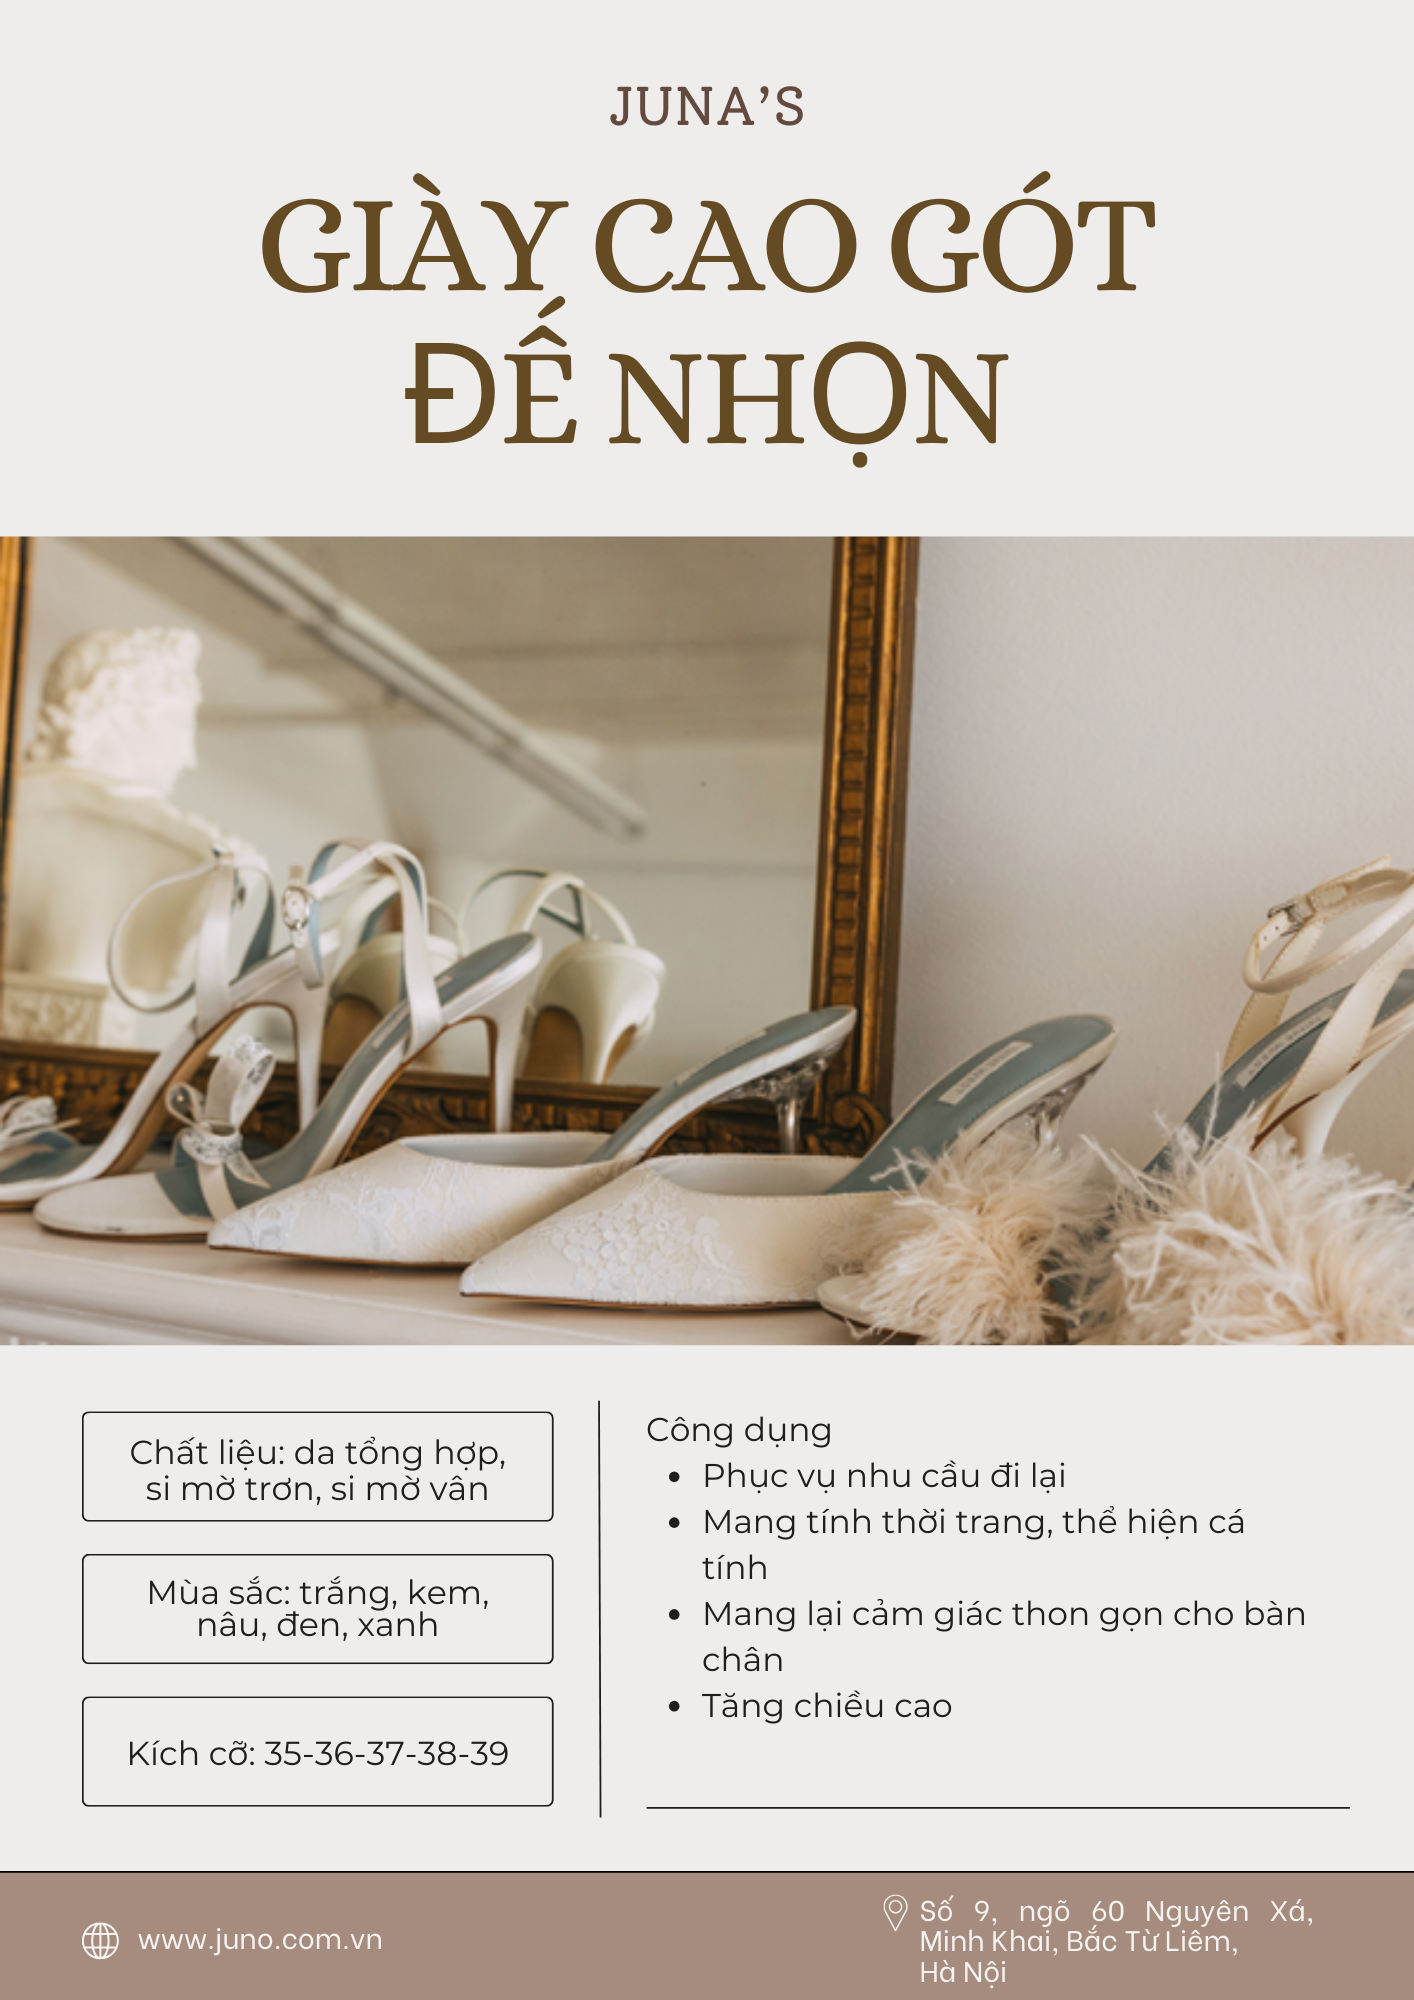 JUNA’S
GIÀY CAO GÓT
ĐẾ NHỌN
Chất liệu: da tổng hợp,
si mờ trơn, si mờ vân
Mùa sắc: trắng, kem,
nâu, đen, xanh
Kích cỡ: 35-36-37-38-39
Công dụng
• Phục vụ nhu cầu đi lại
• Mang tính thời trang, thể hiện cá
tính
• Mang lại cảm giác thon gọn cho bàn
chân
• Tăng chiều cao
www.juno.com.vn
Số 9, ngõ 60 Nguyên Xá,
Minh Khai, Bắc Từ Liêm,
Hà Nội